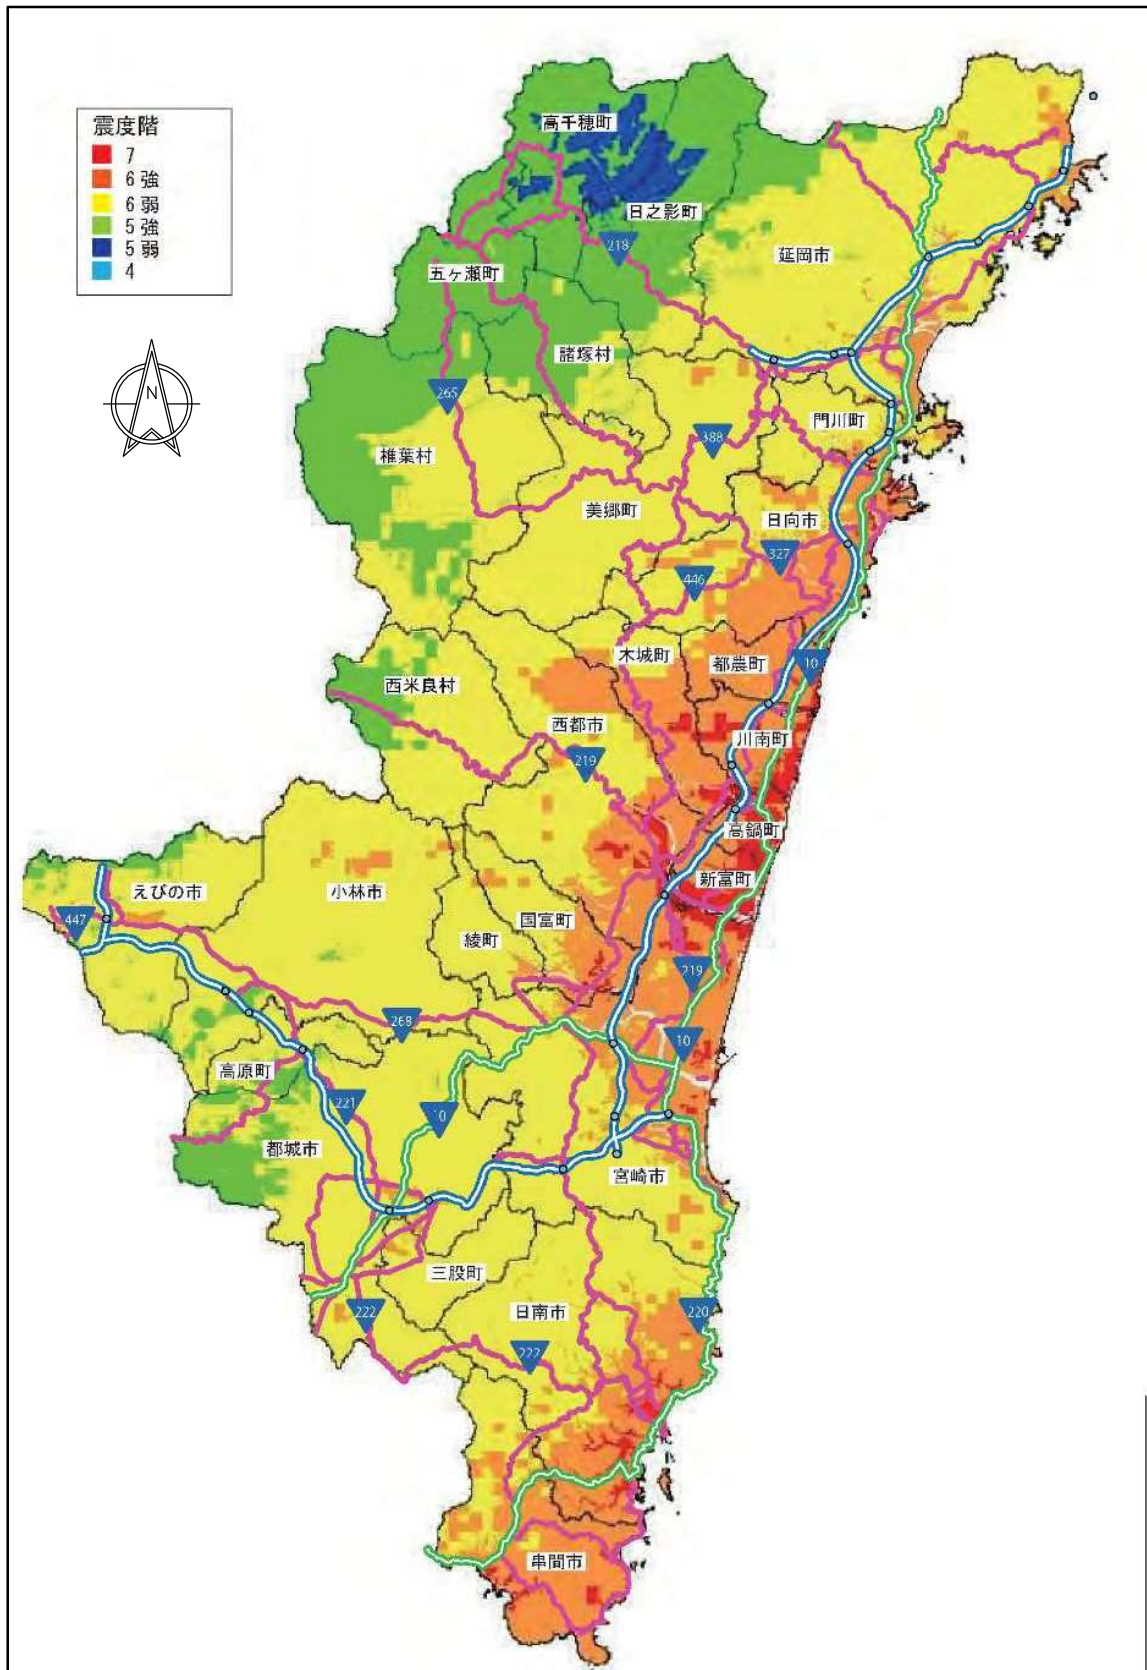 震度階
7
6強
6弱
5強
5弱
4
N
高千穂町
日之影町
218
延岡市
五ヶ瀬町
諸塚村
265
388
門川町
椎葉村
美郷町
日向市
327
446
木城町
都農町
10
西米良村
西都市
219
川南町
高鍋町
新富町
えびの市
小林市
国富町
綾町
447
219
268
10
高原町
221
10
都城市
宮崎市
三股町
日南市
222
220
222
串間市